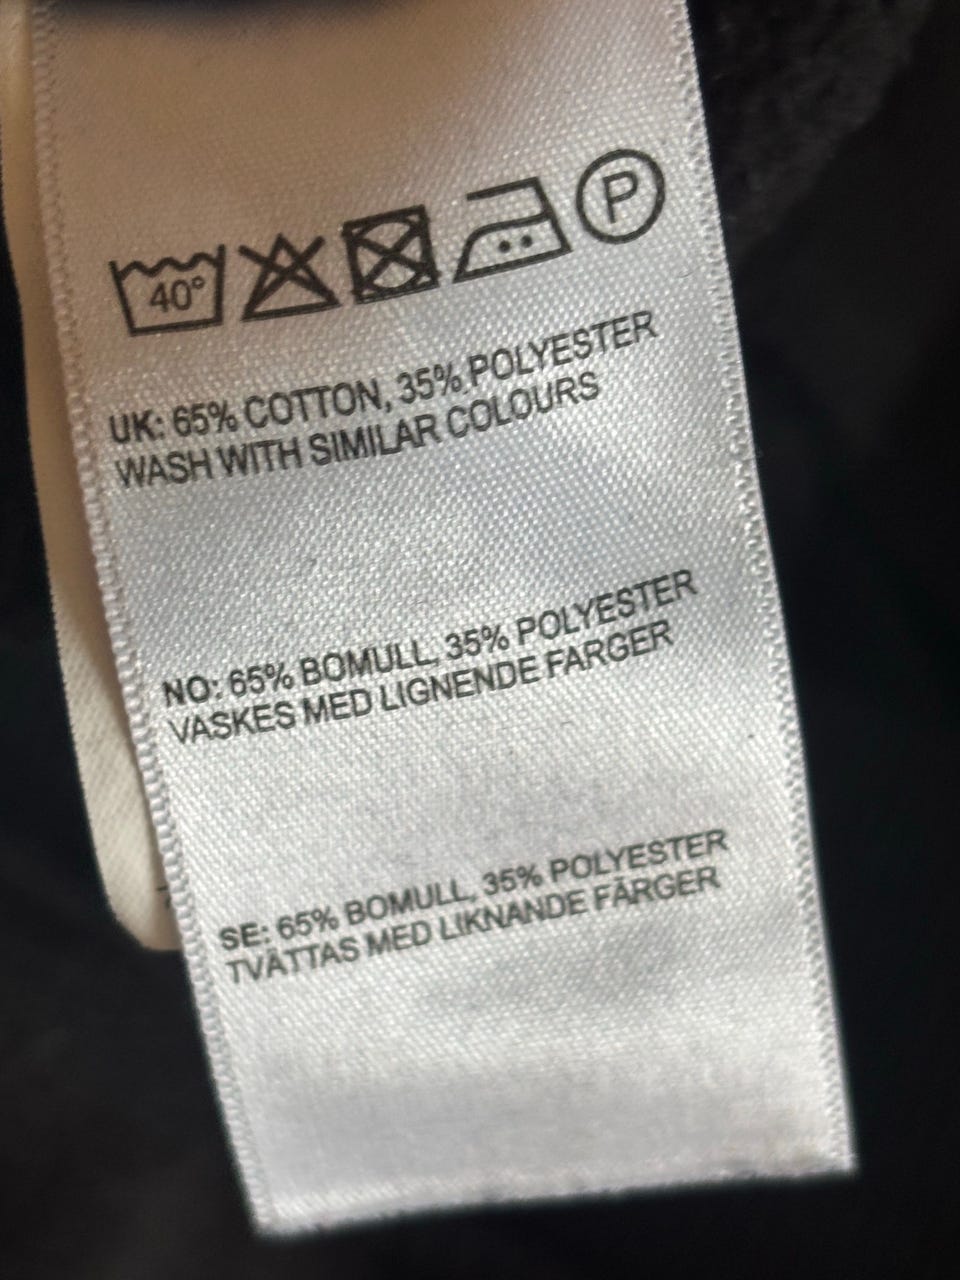 40°
P
UK: 65% COTTON, 35% POLYESTER
WASH WITH SIMILAR COLOURS
NO: 65% BOMULL, 35% POLYESTER
VASKES MED LIGNENDE FARGER
SE: 65% BOMULL, 35% POLYESTER
TVÄTTAS MED LIKNANDE FÄRGER